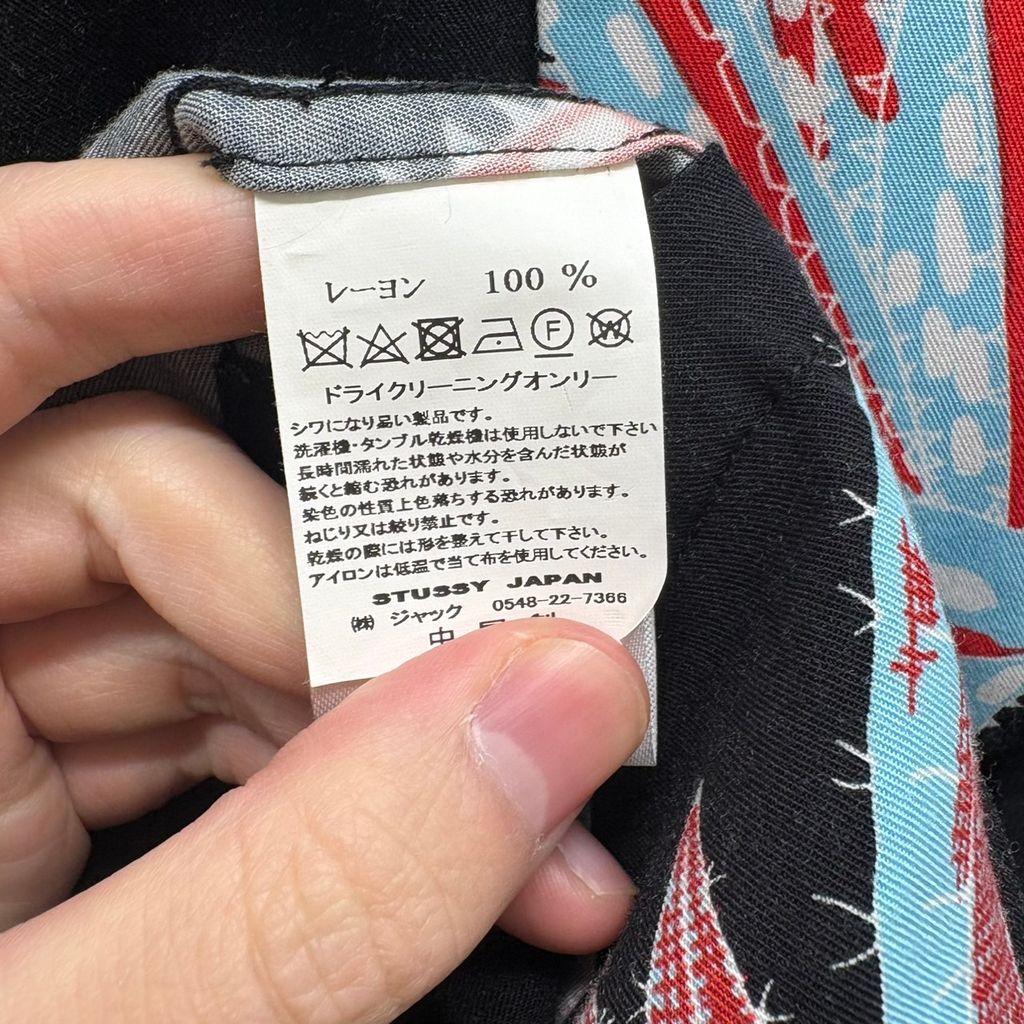 レーヨン 100 %
F W
ドライクリーニングオンリー
シワになり易い製品です。
洗濯機・タンブル乾燥機は使用しないで下さい
長時間濡れた状態や水分を含んだ状態が
続くと縮む恐れがあります。
染色の性質上色落ちする恐れがあります。
ねじり又は絞り禁止です。
乾燥の際には形を整えて干して下さい。
アイロンは低温で当て布を使用してください。
STUSSY JAPAN
㈱ ジャック 0548-22-7366
中